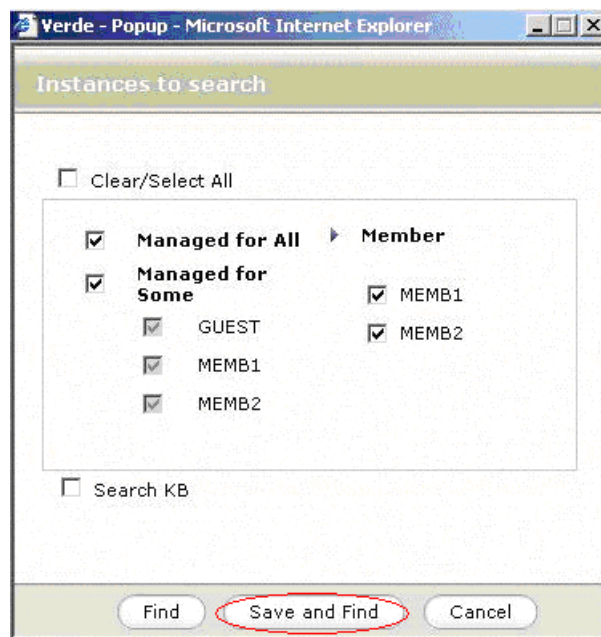 Verde - Popup - Microsoft Internet Explorer
Instances to search
Clear/Select All
Managed for All
Managed for
Some
GUEST
MEMB1
MEMB2
Member
MEMB1
MEMB2
Search KB
Find
Save and Find
Cancel